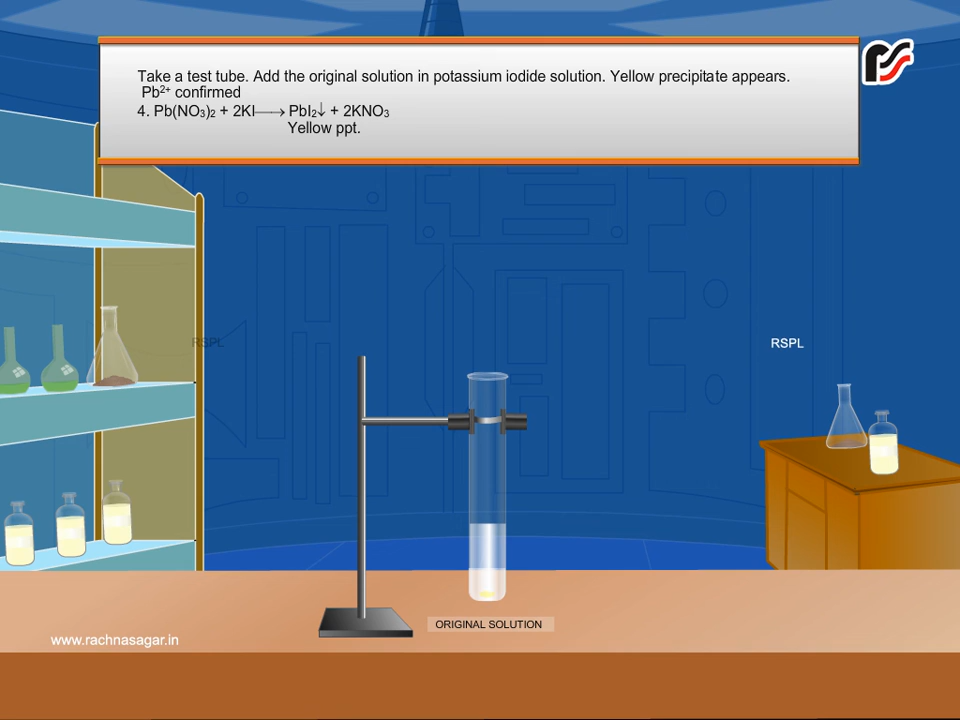 Take a test tube. Add the original solution in potassium iodide solution. Yellow precipitate appears.
Pb²⁺ confirmed
4. Pb(NO₃)₂ + 2KI⟶ PbI₂↓ + 2KNO₃
Yellow ppt.
RSPL
RSPL
ORIGINAL SOLUTION
www.rachnasagar.in